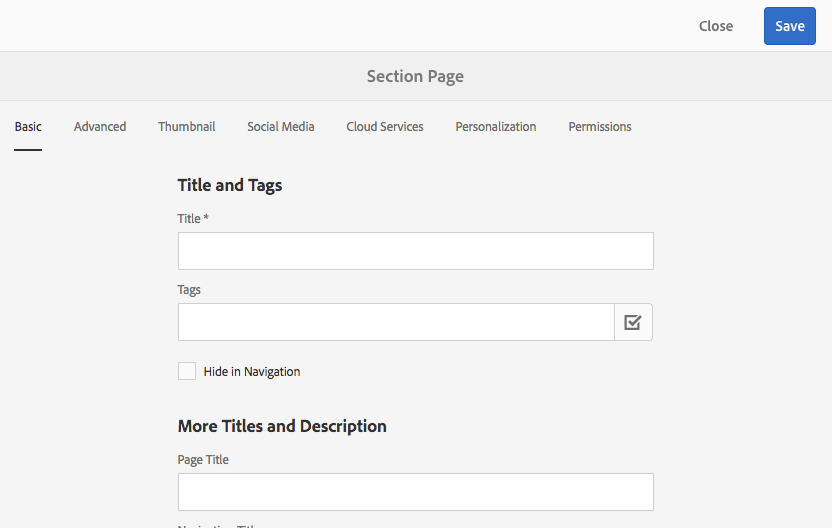 Close Save
Section Page
Basic Advanced Thumbnail Social Media Cloud Services Personalization Permissions
Title and Tags
Title *
Tags
Hide in Navigation
More Titles and Description
Page Title